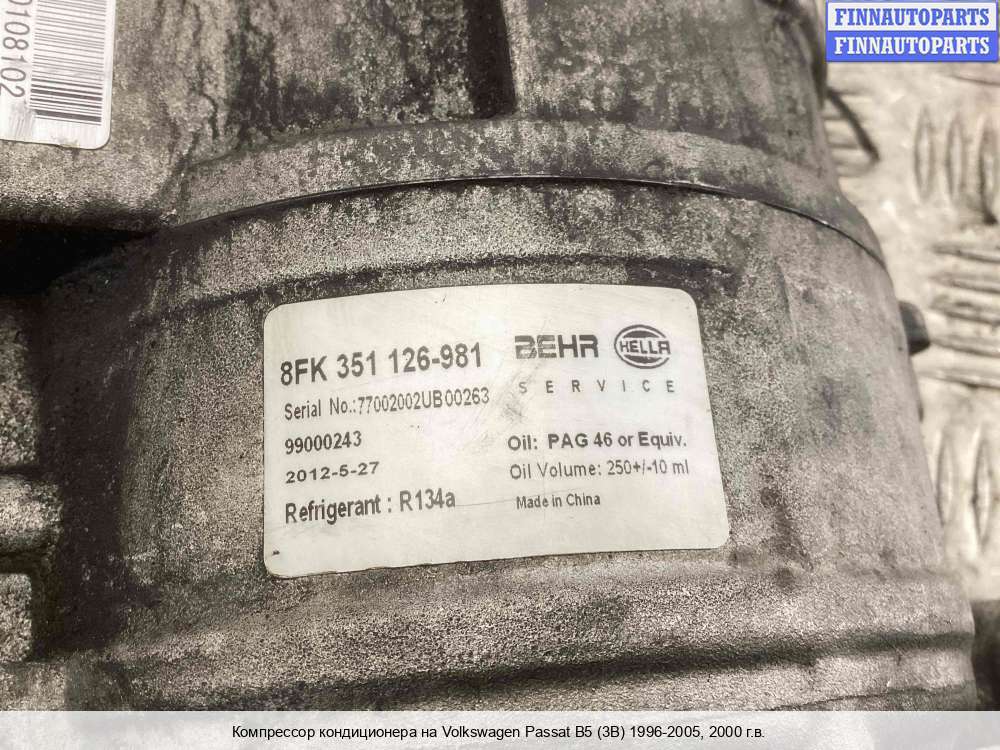 FINNAUTOPARTS
FINNAUTOPARTS
0108102
8FK 351 126-981
BEHR HELLA
SERVICE
Serial No.:77002002UB00263
99000243
2012-5-27
Refrigerant : R134a
Oil: PAG 46 or Equiv.
Oil Volume: 250+/-10 ml
Made in China
Компрессор кондиционера на Volkswagen Passat B5 (3B) 1996-2005, 2000 г.в.